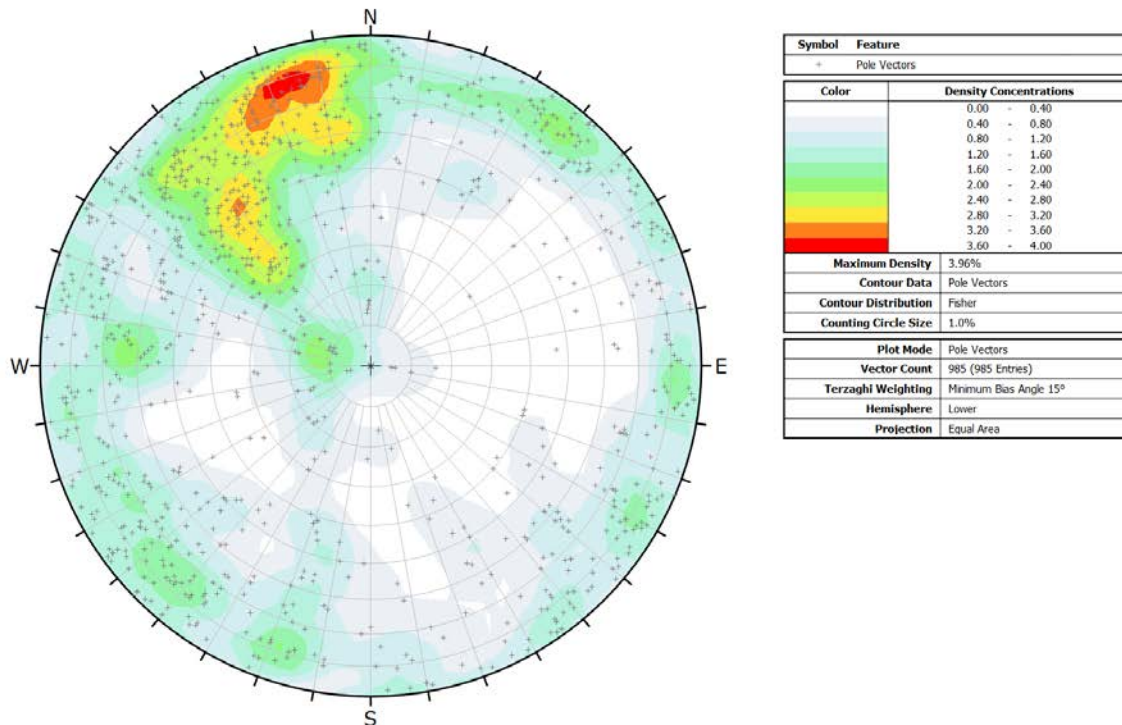 N
W
E
S
Symbol Feature
+ Pole Vectors
Color Density Concentrations
0.00 - 0.40
0.40 - 0.80
0.80 - 1.20
1.20 - 1.60
1.60 - 2.00
2.00 - 2.40
2.40 - 2.80
2.80 - 3.20
3.20 - 3.60
3.60 - 4.00
Maximum Density 3.96%
Contour Data Pole Vectors
Contour Distribution Fisher
Counting Circle Size 1.0%
Plot Mode Pole Vectors
Vector Count 985 (985 Entries)
Terzaghi Weighting Minimum Bias Angle 15°
Hemisphere Lower
Projection Equal Area